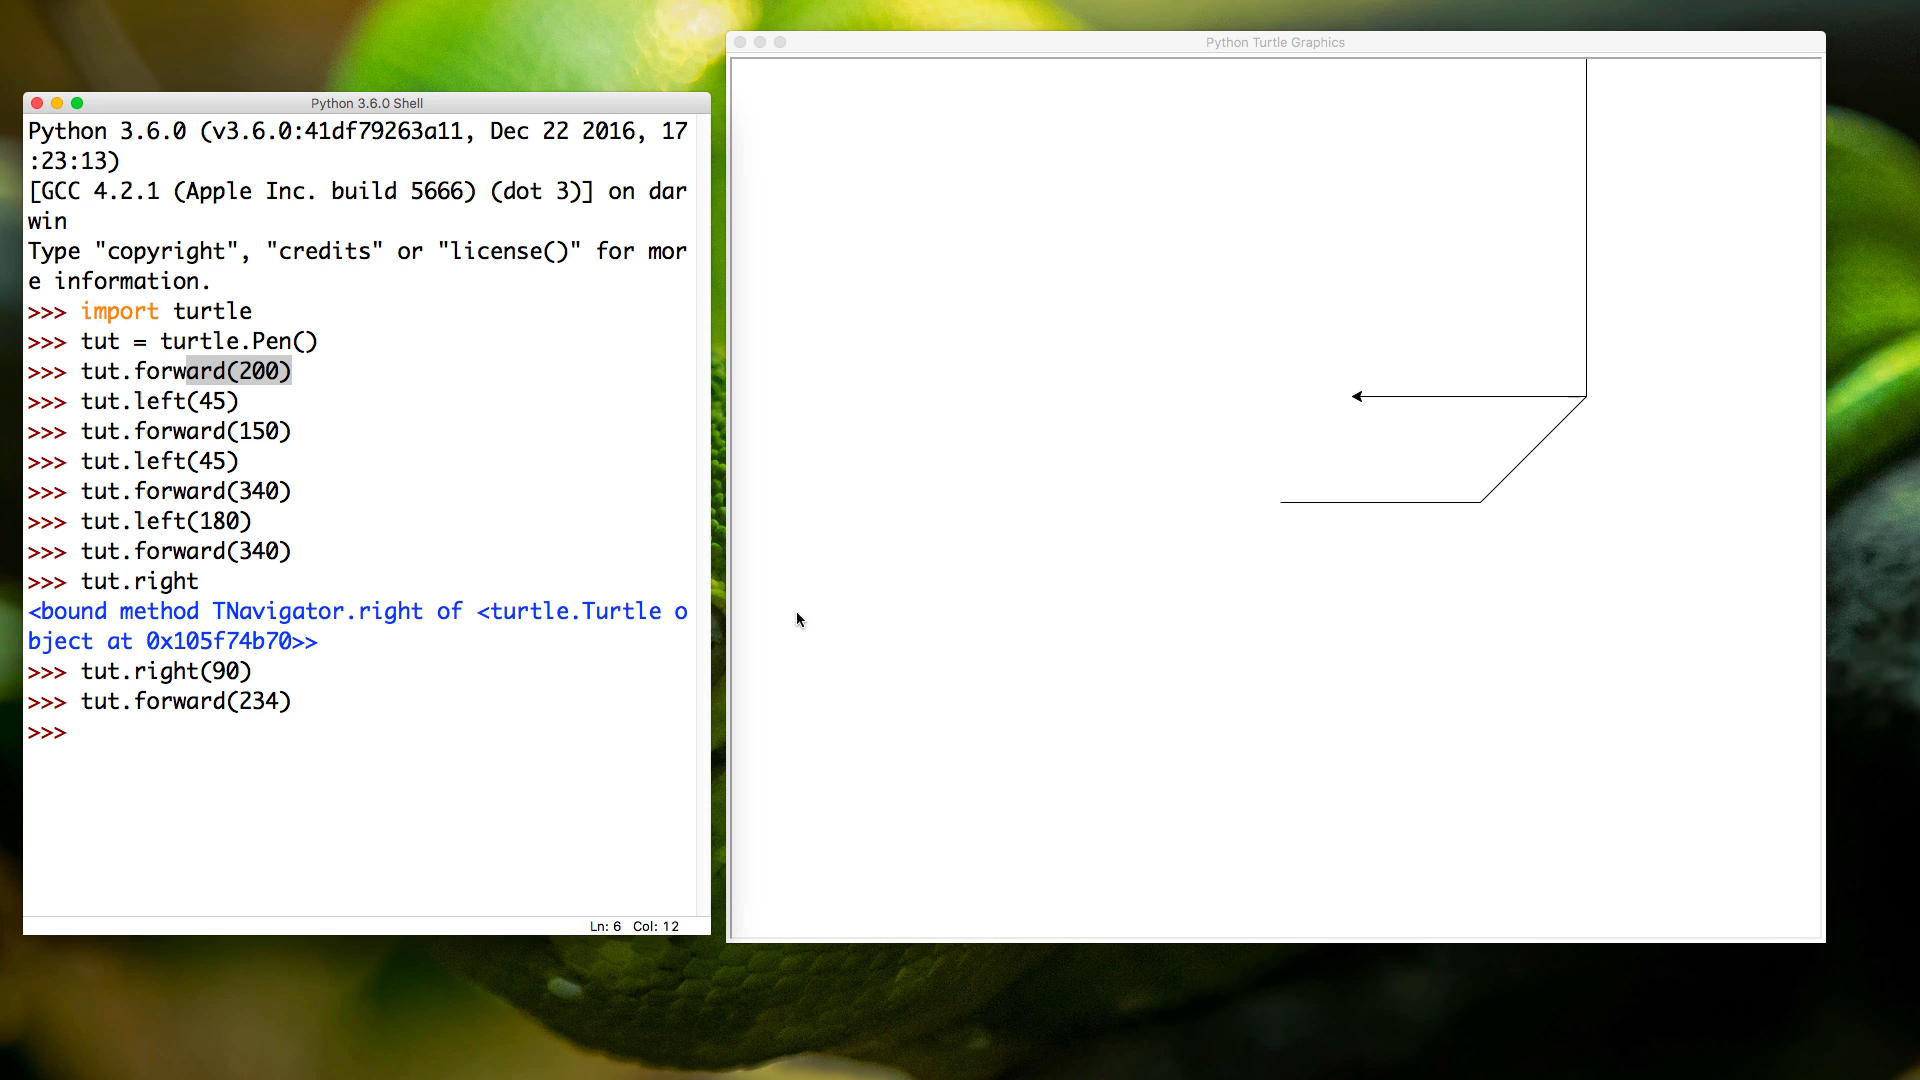 Python Turtle Graphics
Python 3.6.0 Shell
Python 3.6.0 (v3.6.0:41df79263a11, Dec 22 2016, 17
:23:13)
[GCC 4.2.1 (Apple Inc. build 5666) (dot 3)] on dar
win
Type "copyright", "credits" or "license()" for mor
e information.
>>> import turtle
>>> tut = turtle.Pen()
>>> tut.forward(200)
>>> tut.left(45)
>>> tut.forward(150)
>>> tut.left(45)
>>> tut.forward(340)
>>> tut.left(180)
>>> tut.forward(340)
>>> tut.right
<bound method TNavigator.right of <turtle.Turtle o
bject at 0x105f74b70>>
>>> tut.right(90)
>>> tut.forward(234)
>>>
Ln: 6 Col: 12